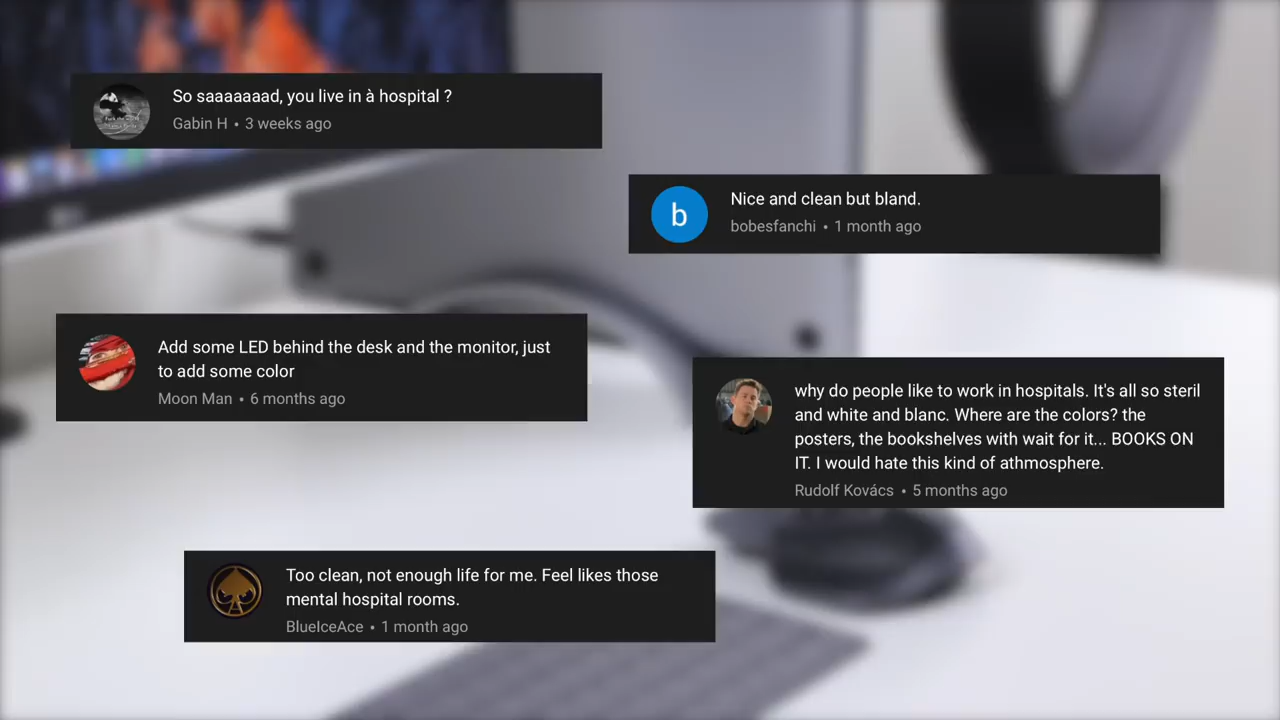 So saaaaaaad, you live in à hospital ?
Gabin H • 3 weeks ago
b
Nice and clean but bland.
bobesfanchi • 1 month ago
Add some LED behind the desk and the monitor, just
to add some color
Moon Man • 6 months ago
why do people like to work in hospitals. It's all so steril
and white and blanc. Where are the colors? the
posters, the bookshelves with wait for it... BOOKS ON
IT. I would hate this kind of athmosphere.
Rudolf Kovács • 5 months ago
Too clean, not enough life for me. Feel likes those
mental hospital rooms.
BlueIceAce • 1 month ago